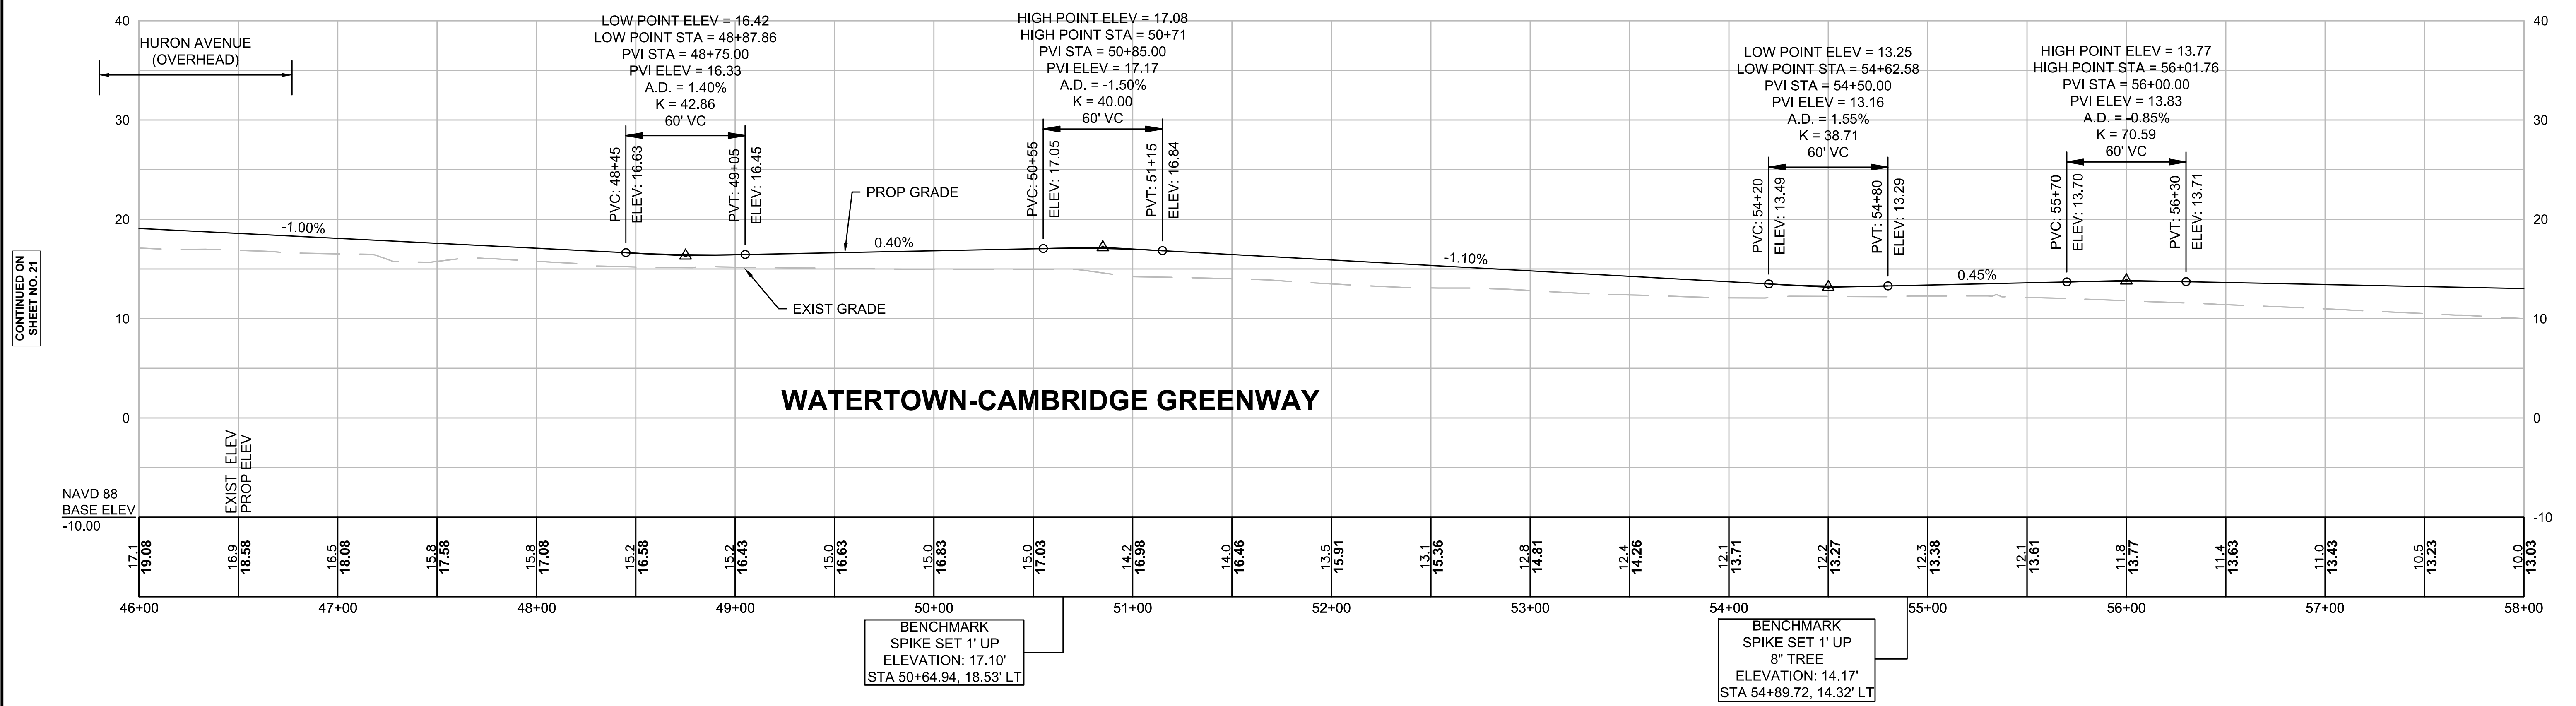 40
HURON AVENUE
(OVERHEAD)
LOW POINT ELEV = 16.42
LOW POINT STA = 48+87.86
PVI STA = 48+75.00
PVI ELEV = 16.33
A.D. = 1.40%
K = 42.86
60' VC
HIGH POINT ELEV = 17.08
HIGH POINT STA = 50+71
PVI STA = 50+85.00
PVI ELEV = 17.17
A.D. = -1.50%
K = 40.00
60' VC
LOW POINT ELEV = 13.25
LOW POINT STA = 54+62.58
PVI STA = 54+50.00
PVI ELEV = 13.16
A.D. = 1.55%
K = 38.71
60' VC
HIGH POINT ELEV = 13.77
HIGH POINT STA = 56+01.76
PVI STA = 56+00.00
PVI ELEV = 13.83
A.D. = -0.85%
K = 70.59
60' VC
40
30
30
PVC: 48+45
ELEV: 16.63
PVT: 49+05
ELEV: 16.45
PVC: 50+55
ELEV: 17.05
PVT: 51+15
ELEV: 16.84
PVC: 54+20
ELEV: 13.49
PVT: 54+80
ELEV: 13.29
PVC: 55+70
ELEV: 13.70
PVT: 56+30
ELEV: 13.71
20
-1.00%
PROP GRADE
0.40%
-1.10%
0.45%
20
CONTINUED ON
SHEET NO. 21
10
EXIST GRADE
10
WATERTOWN-CAMBRIDGE GREENWAY
0
0
EXIST ELEV
PROP ELEV
NAVD 88
BASE ELEV
-10.00
-10
17.1
19.08
16.9
18.58
16.5
18.08
15.8
17.58
15.8
17.08
15.2
16.58
15.2
16.43
15.0
16.63
15.0
16.83
15.0
17.03
14.2
16.98
14.0
16.46
13.5
15.91
13.1
15.36
12.8
14.81
12.4
14.26
12.1
13.71
12.2
13.27
12.3
13.38
12.1
13.61
11.8
13.77
11.4
13.63
11.0
13.43
10.5
13.23
10.0
13.03
46+00
47+00
48+00
49+00
50+00
51+00
52+00
53+00
54+00
55+00
56+00
57+00
58+00
BENCHMARK
SPIKE SET 1' UP
ELEVATION: 17.10'
STA 50+64.94, 18.53' LT
BENCHMARK
SPIKE SET 1' UP
8" TREE
ELEVATION: 14.17'
STA 54+89.72, 14.32' LT